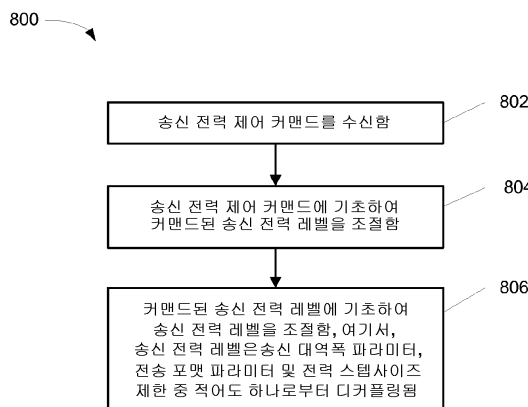 800
802
송신 전력 제어 커맨드를 수신함
804
송신 전력 제어 커맨드에 기초하여
커맨드된 송신 전력 레벨을 조절함
806
커맨드된 송신 전력 레벨에 기초하여
송신 전력 레벨을 조절함, 여기서,
송신 전력 레벨은송신 대역폭 파라미터,
전송 포맷 파라미터 및 전력 스텝사이즈
제한 중 적어도 하나로부터 디커플링됨